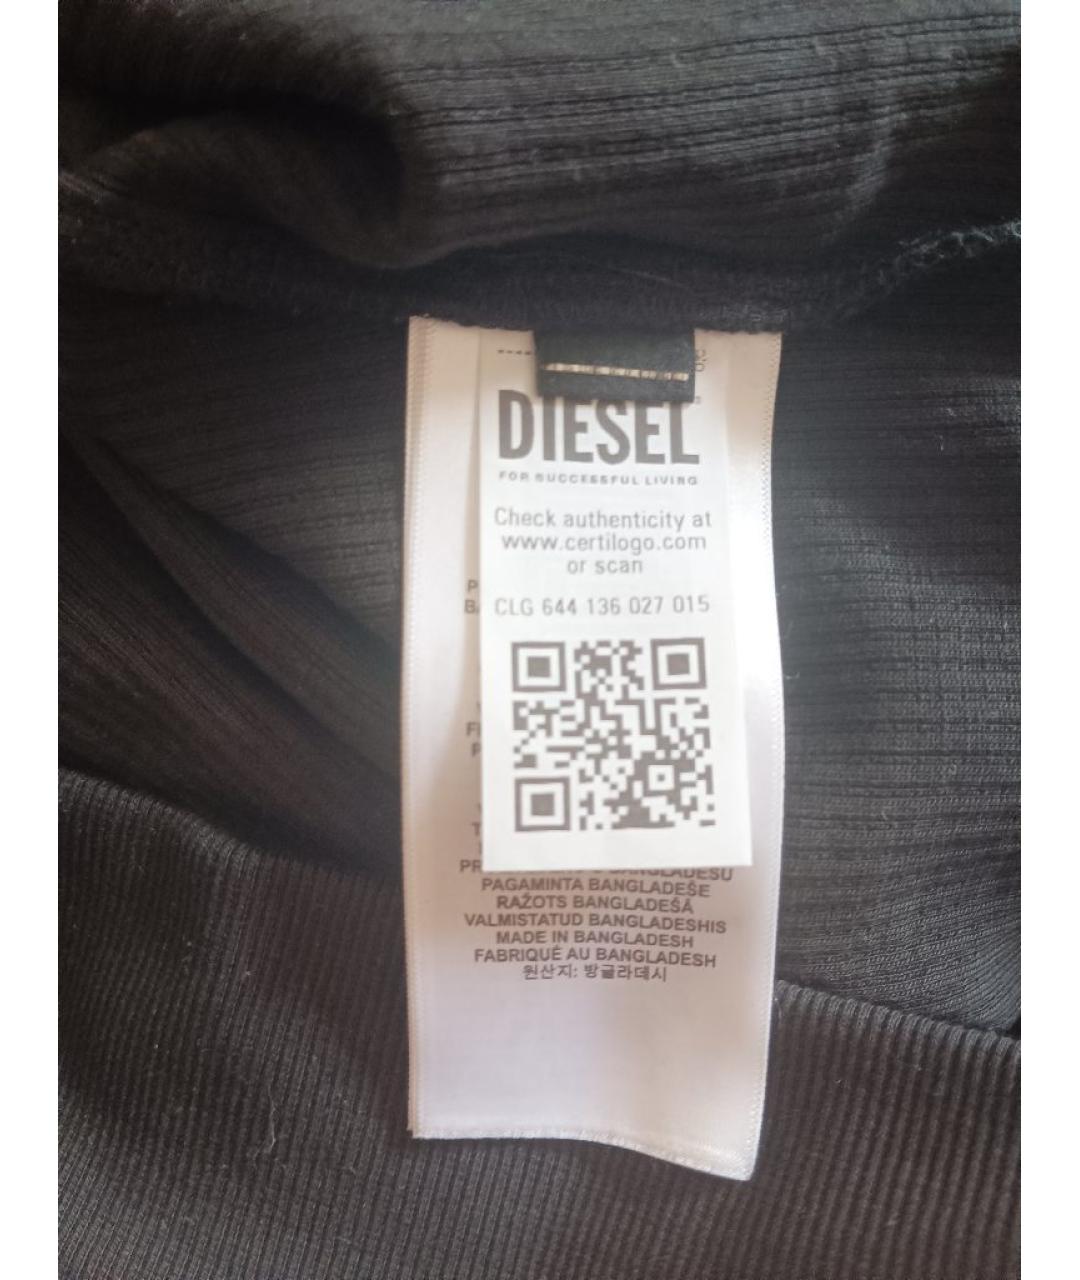 DIESEL
FOR SUCCESSFUL LIVING
Check authenticity at
www.certilogo.com
or scan
CLG 644 136 027 015
BANGLADEŠU
PAGAMINTA BANGLADEŠE
RAŽOTS BANGLADEŠĀ
VALMISTATUD BANGLADESHIS
MADE IN BANGLADESH
FABRIQUÉ AU BANGLADESH
원산지: 방글라데시